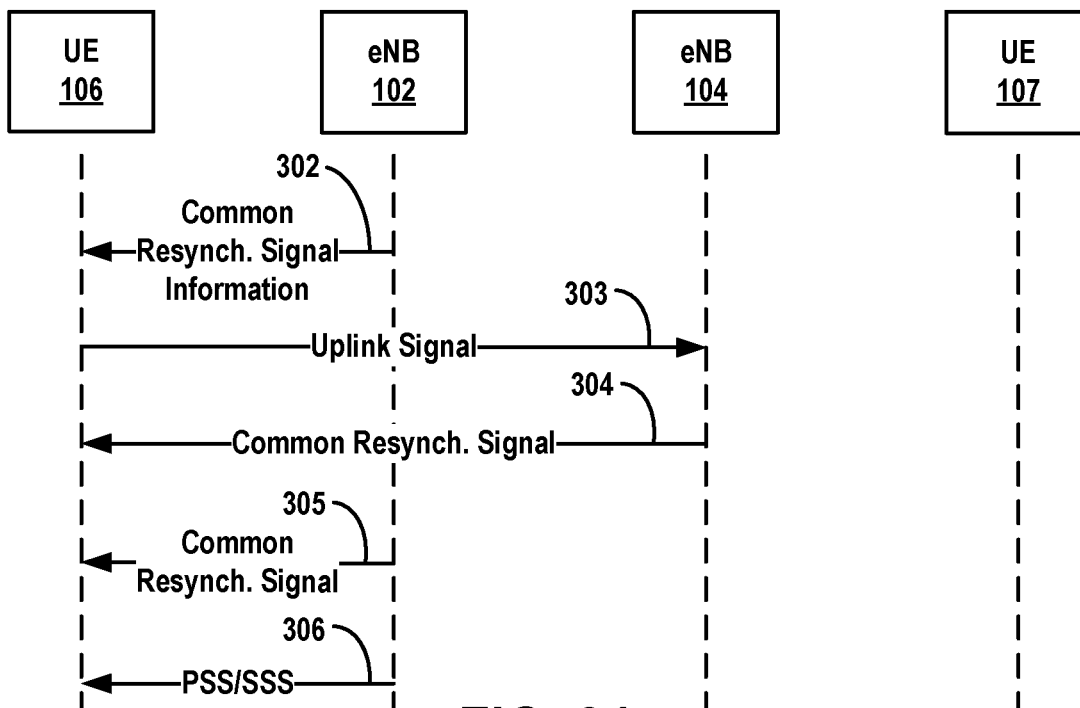 UE
106
eNB
102
eNB
104
UE
107
302
Common
Resynch. Signal
Information
303
Uplink Signal
304
Common Resynch. Signal
305
Common
Resynch. Signal
306
PSS/SSS